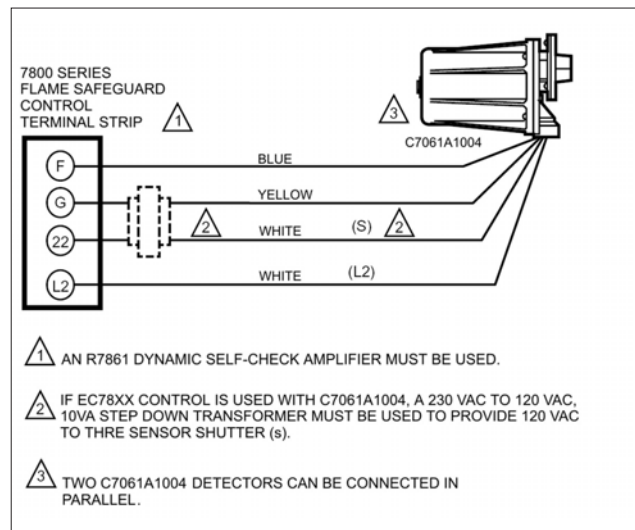 7800 SERIES
FLAME SAFEGUARD
CONTROL
TERMINAL STRIP
1
3
C7061A1004
F
BLUE
G
YELLOW
2
22
WHITE
(S)
2
L2
WHITE
(L2)
1 AN R7861 DYNAMIC SELF-CHECK AMPLIFIER MUST BE USED.
2 IF EC78XX CONTROL IS USED WITH C7061A1004, A 230 VAC TO 120 VAC,
10VA STEP DOWN TRANSFORMER MUST BE USED TO PROVIDE 120 VAC
TO THRE SENSOR SHUTTER (s).
3 TWO C7061A1004 DETECTORS CAN BE CONNECTED IN
PARALLEL.